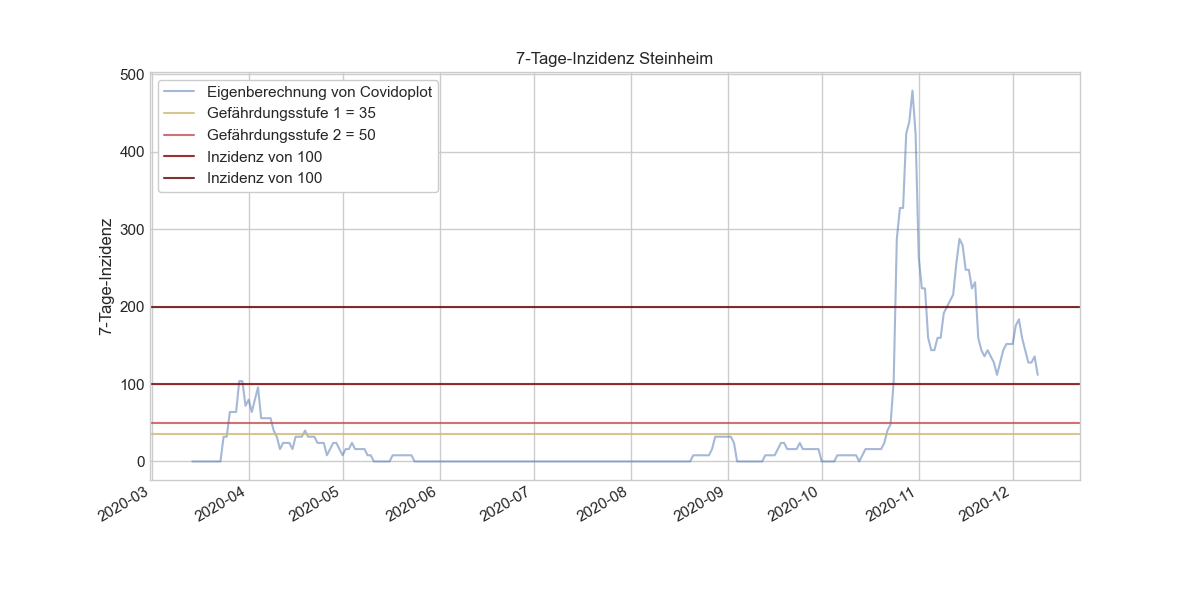 7-Tage-Inzidenz Steinheim
Eigenberechnung von Covidoplot
Gefährdungsstufe 1 = 35
Gefährdungsstufe 2 = 50
Inzidenz von 100
Inzidenz von 100
7-Tage-Inzidenz
500
400
300
200
100
0
2020-03
2020-04
2020-05
2020-06
2020-07
2020-08
2020-09
2020-10
2020-11
2020-12